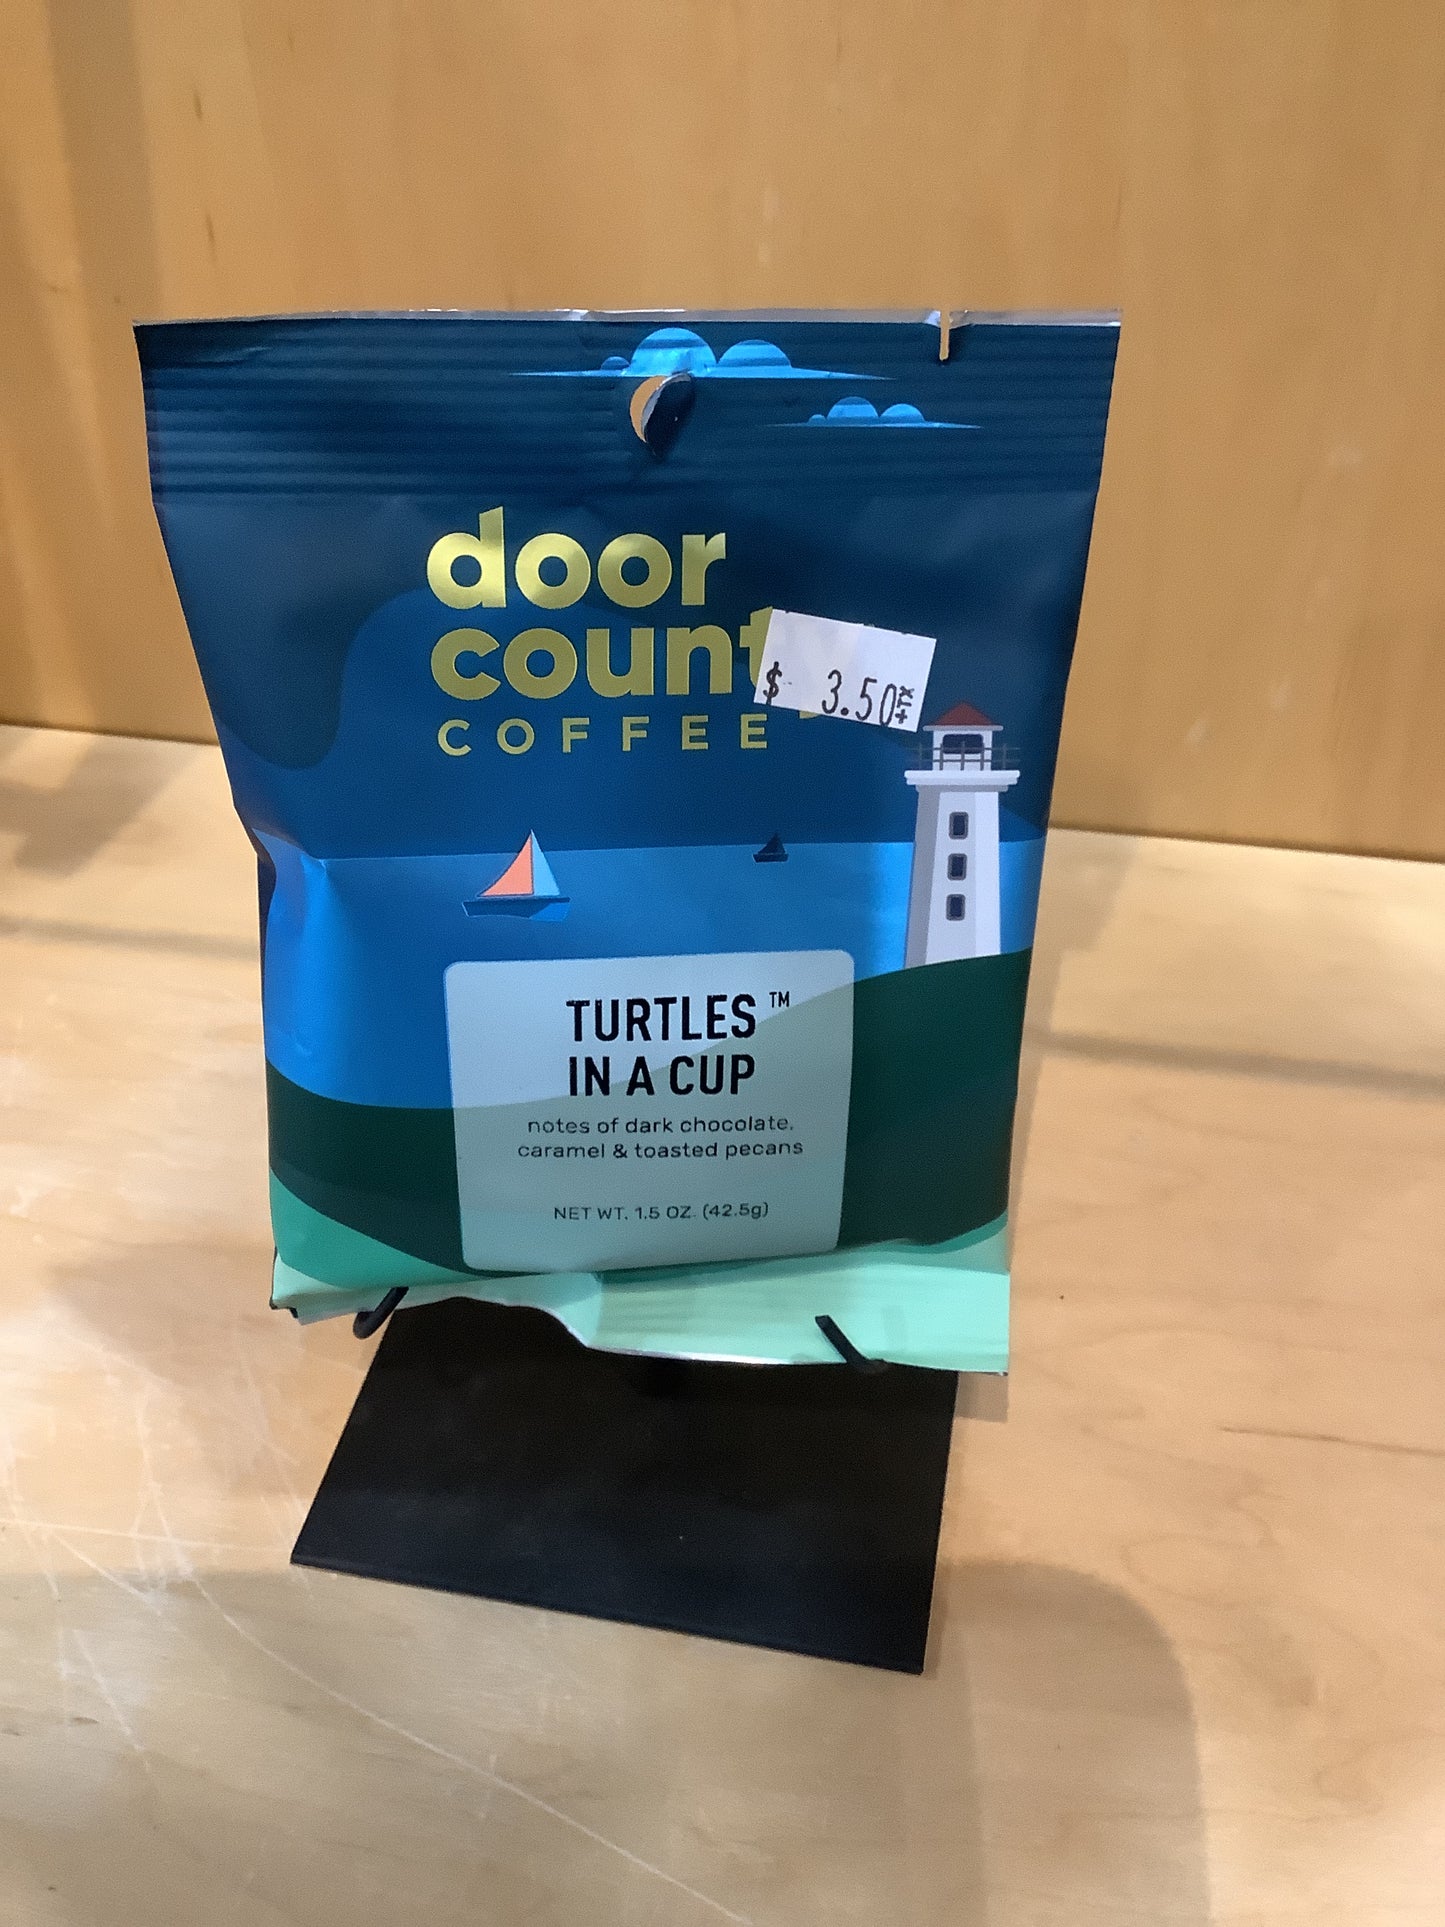 door
count
COFFEE
$ 3.50
TURTLES™
IN A CUP
notes of dark chocolate,
caramel & toasted pecans
NET WT. 1.5 OZ. (42.5g)